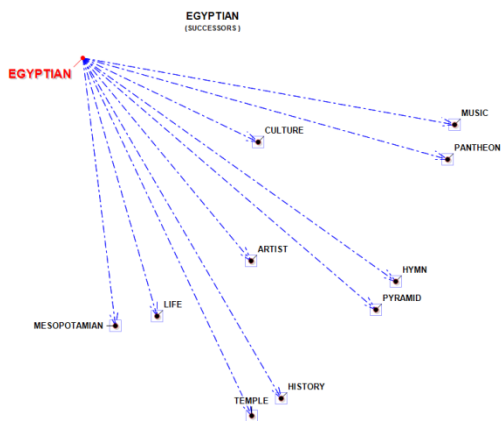 EGYPTIAN
(SUCCESSORS)
EGYPTIAN
MUSIC
CULTURE
PANTHEON
ARTIST
HYMN
PYRAMID
LIFE
MESOPOTAMIAN
HISTORY
TEMPLE